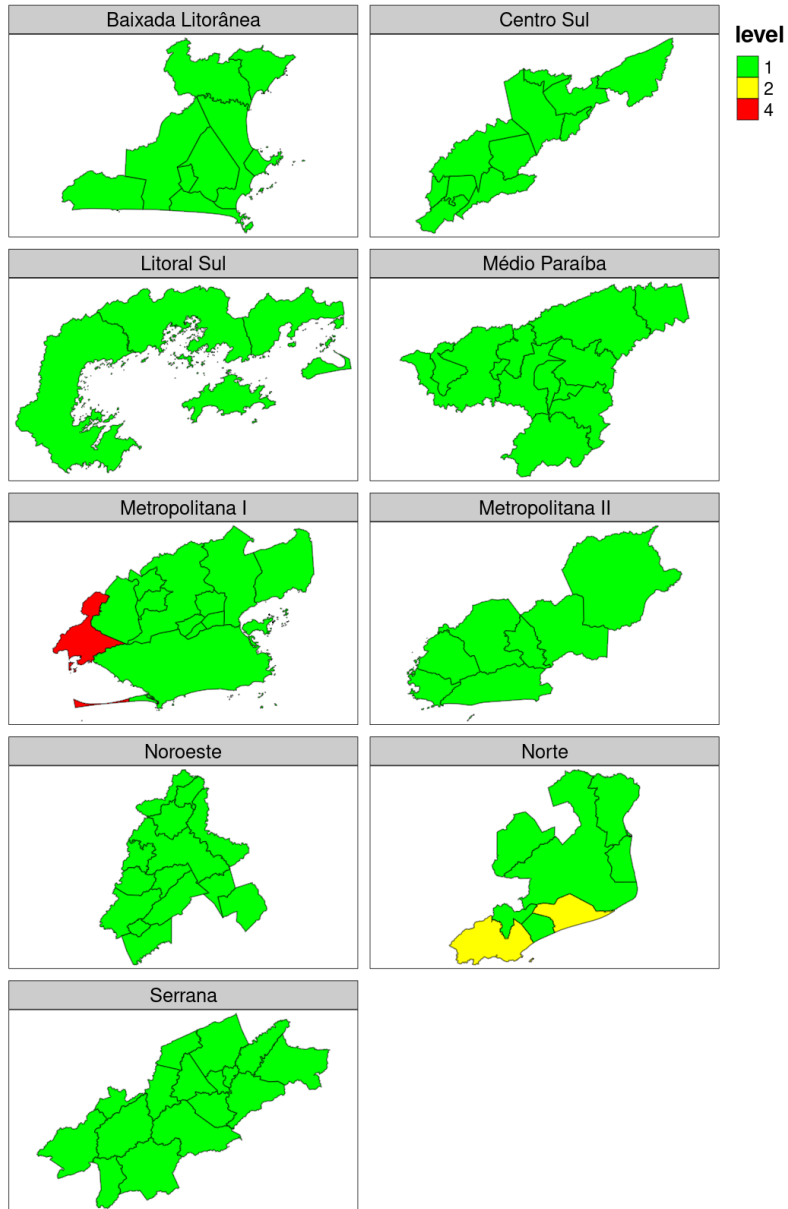 Baixada Litorânea
Centro Sul
level
1
2
4
Litoral Sul
Médio Paraíba
Metropolitana I
Metropolitana II
Noroeste
Norte
Serrana